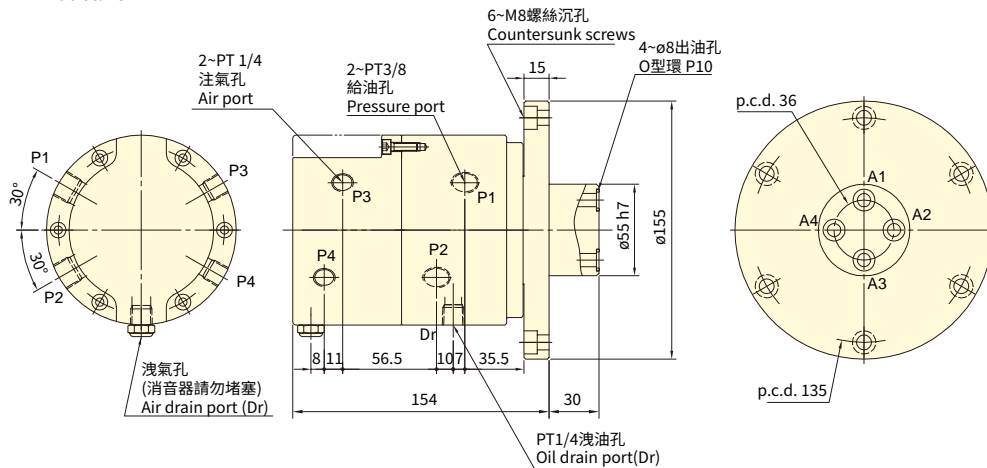 6~M8螺絲沉孔
Countersunk screws
4~ø8出油孔
O型環 P10
2~PT 1/4
注氣孔
Air port
2~PT3/8
給油孔
Pressure port
15
p.c.d. 36
P1
P3
30°
30°
P2
P4
P3
P1
P4
P2
Dr
ø55 h7
ø155
A1
A4
A2
A3
8
11
56.5
10
7
35.5
154
30
洩氣孔
(消音器請勿堵塞)
Air drain port (Dr)
PT1/4洩油孔
Oil drain port(Dr)
p.c.d. 135